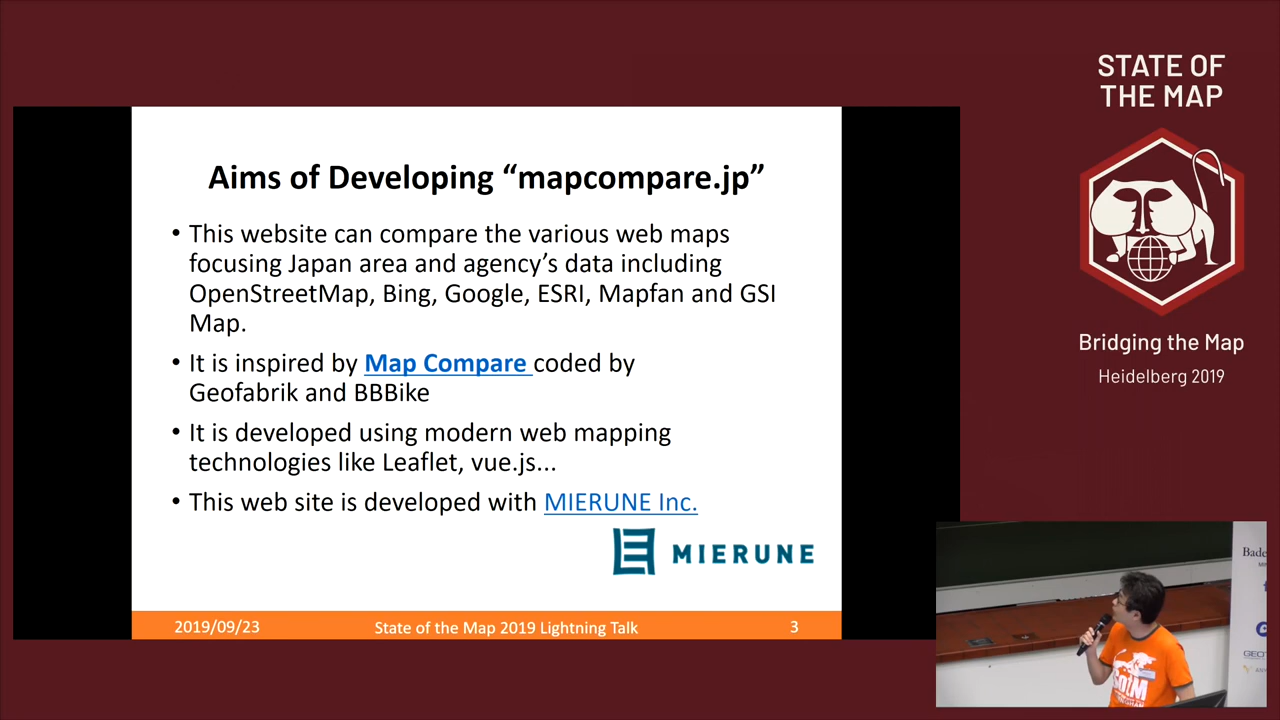 STATE OF
THE MAP
Bridging the Map
Heidelberg 2019
Aims of Developing “mapcompare.jp”
• This website can compare the various web maps
focusing Japan area and agency’s data including
OpenStreetMap, Bing, Google, ESRI, Mapfan and GSI
Map.
• It is inspired by Map Compare coded by
Geofabrik and BBBike
• It is developed using modern web mapping
technologies like Leaflet, vue.js...
• This web site is developed with MIERUNE Inc.
MIERUNE
2019/09/23
State of the Map 2019 Lightning Talk
3
Bade
SotM